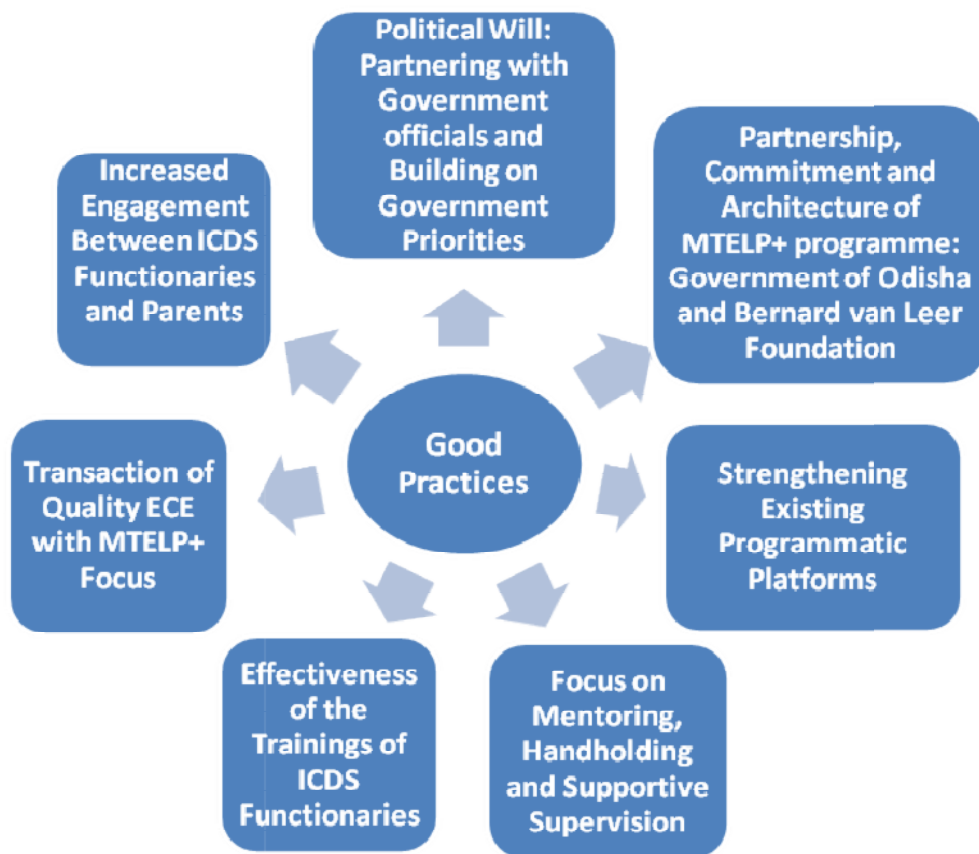 Political Will:
Partnering with
Government
officials and
Building on
Government
Priorities
Partnership,
Commitment and
Architecture of
MTELP+ programme:
Government of Odisha
and Bernard van Leer
Foundation
Strengthening
Existing
Programmatic
Platforms
Focus on
Mentoring,
Handholding
and Supportive
Supervision
Effectiveness
of the
Trainings of
ICDS
Functionaries
Transaction of
Quality ECE
with MTELP+
Focus
Increased
Engagement
Between ICDS
Functionaries
and Parents
Good
Practices